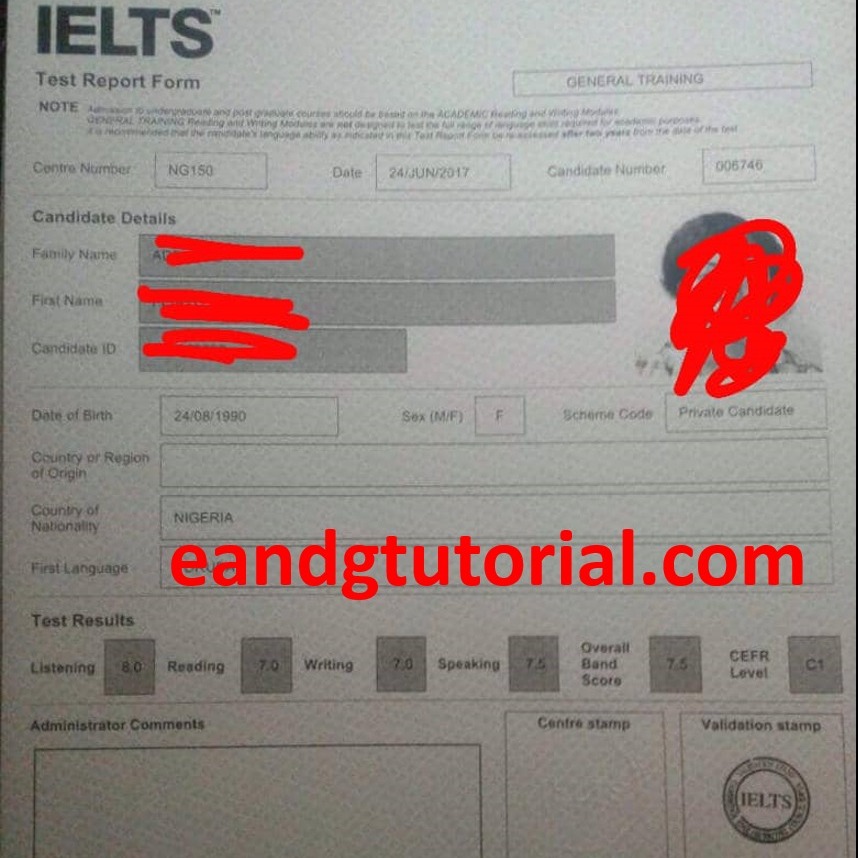 IELTS™
Test Report Form
GENERAL TRAINING
NOTE Admission to undergraduate and post graduate courses should be based on the ACADEMIC Reading and Writing Modules.
GENERAL TRAINING Reading and Writing Modules are not designed to test the full range of language skills required for academic purposes.
It is recommended that the candidate's language ability as indicated in this Test Report Form be re-assessed after two years from the date of the test.
Centre Number NG150 Date 24/JUN/2017 Candidate Number 006746
Candidate Details
Family Name
First Name
Candidate ID
Date of Birth 24/08/1990 Sex (M/F) F Scheme Code Private Candidate
Country or Region
of Origin
Country of
Nationality
NIGERIA
First Language
eandgtutorial.com
Test Results
Listening 8.0 Reading 7.0 Writing 7.0 Speaking 7.5 Overall Band Score 7.5 CEFR Level C1
Administrator Comments
Centre stamp
Validation stamp
IELTS